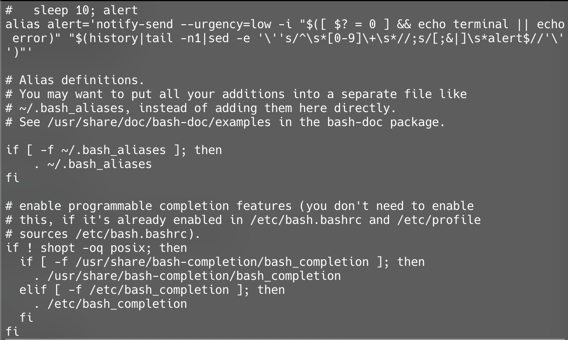 #   sleep 10; alert
alias alert='notify-send --urgency=low -i "$([ $? = 0 ] && echo terminal || echo
 error)" "$(history|tail -n1|sed -e '\''s/^\s*[0-9]\+\s*//;s/[;&|]\s*alert$//'\'
')"'

# Alias definitions.
# You may want to put all your additions into a separate file like
# ~/.bash_aliases, instead of adding them here directly.
# See /usr/share/doc/bash-doc/examples in the bash-doc package.

if [ -f ~/.bash_aliases ]; then
    . ~/.bash_aliases
fi

# enable programmable completion features (you don't need to enable
# this, if it's already enabled in /etc/bash.bashrc and /etc/profile
# sources /etc/bash.bashrc).
if ! shopt -oq posix; then
  if [ -f /usr/share/bash-completion/bash_completion ]; then
    . /usr/share/bash-completion/bash_completion
  elif [ -f /etc/bash_completion ]; then
    . /etc/bash_completion
  fi
fi